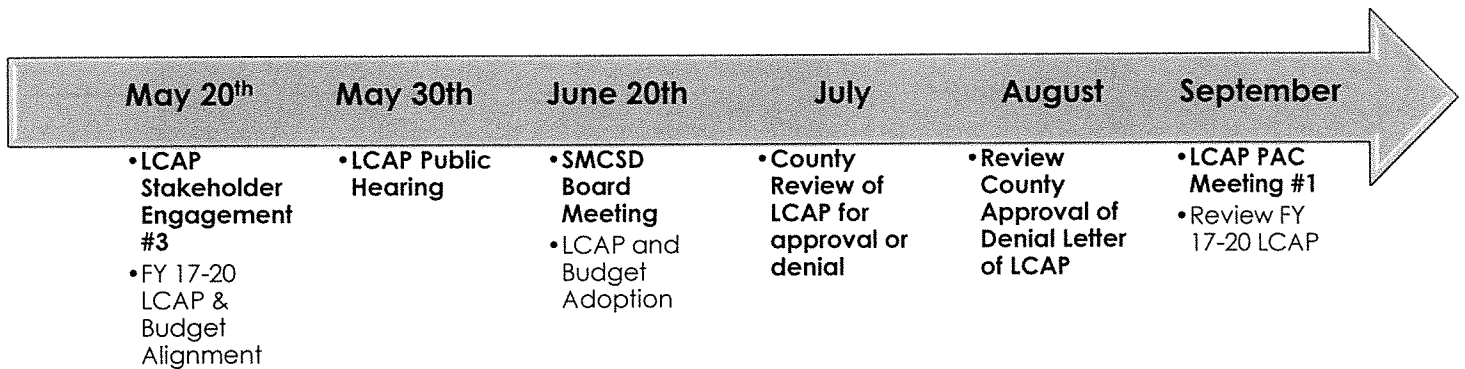 May 20th
May 30th
June 20th
July
August
September
•LCAP
Stakeholder
Engagement
#3
•FY 17-20
LCAP &
Budget
Alignment
•LCAP Public
Hearing
•SMCSD
Board
Meeting
•LCAP and
Budget
Adoption
•County
Review of
LCAP for
approval or
denial
•Review
County
Approval of
Denial Letter
of LCAP
•LCAP PAC
Meeting #1
•Review FY
17-20 LCAP